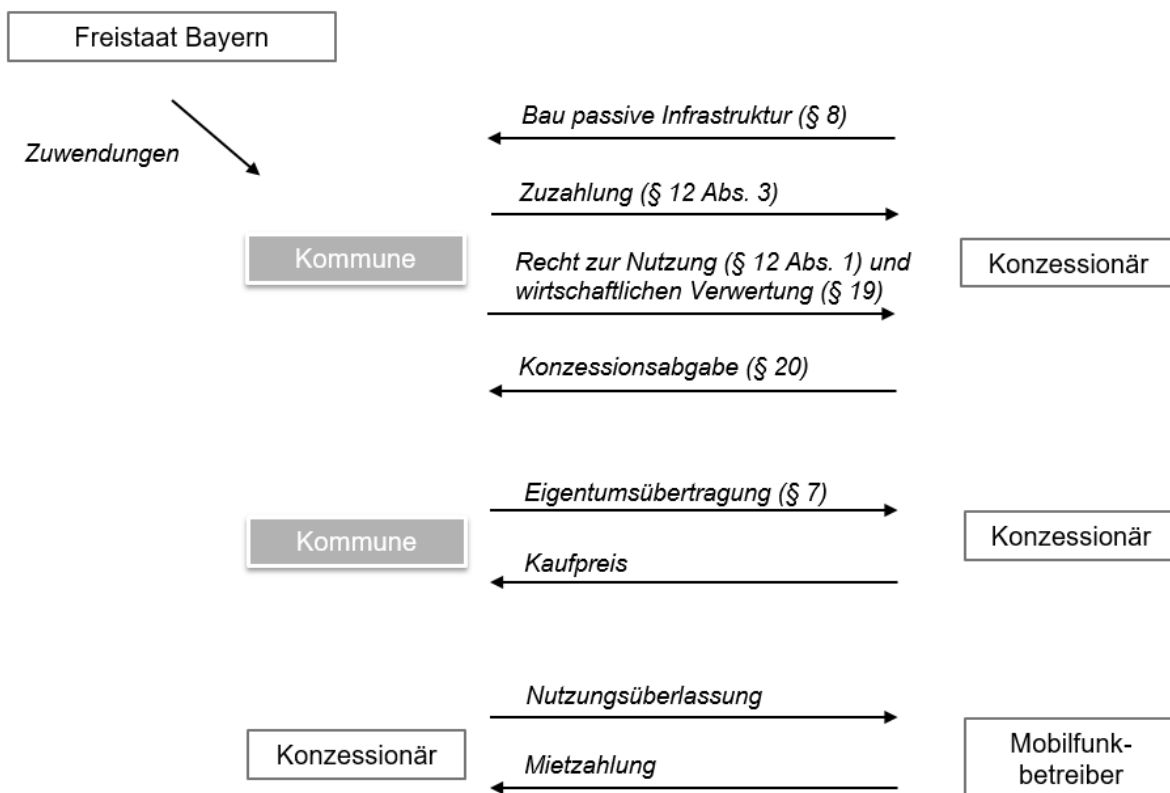 Freistaat Bayern
Zuwendungen
Bau passive Infrastruktur (§ 8)
Zuzahlung (§ 12 Abs. 3)
Kommune
Recht zur Nutzung (§ 12 Abs. 1) und
wirtschaftlichen Verwertung (§ 19)
Konzessionär
Konzessionsabgabe (§ 20)
Eigentumsübertragung (§ 7)
Kommune
Konzessionär
Kaufpreis
Nutzungsüberlassung
Konzessionär
Mietzahlung
Mobilfunk-
betreiber